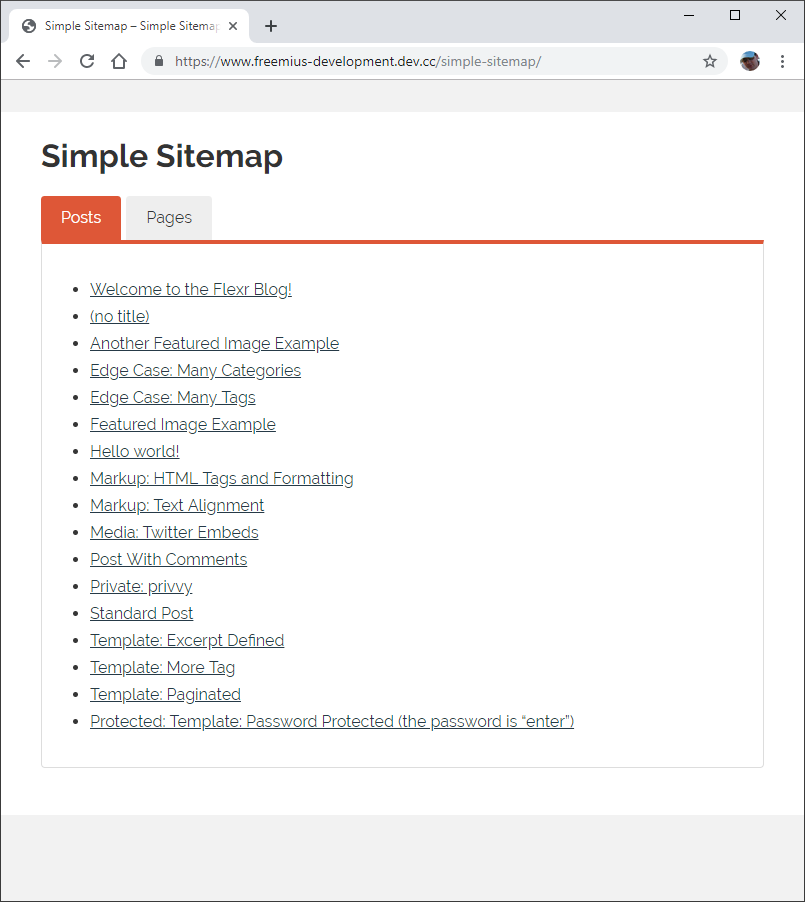 Simple Sitemap – Simple Sitemap
https://www.freemius-development.dev.cc/simple-sitemap/
Simple Sitemap
Posts
Pages
Welcome to the Flexr Blog!
(no title)
Another Featured Image Example
Edge Case: Many Categories
Edge Case: Many Tags
Featured Image Example
Hello world!
Markup: HTML Tags and Formatting
Markup: Text Alignment
Media: Twitter Embeds
Post With Comments
Private: privvy
Standard Post
Template: Excerpt Defined
Template: More Tag
Template: Paginated
Protected: Template: Password Protected (the password is “enter”)